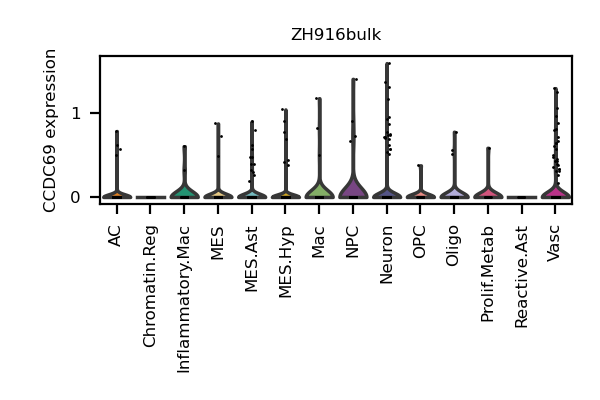 ZH916bulk
CCDC69 expression
1
0
AC
Chromatin.Reg
Inflammatory.Mac
MES
MES.Ast
MES.Hyp
Mac
NPC
Neuron
OPC
Oligo
Prolif.Metab
Reactive.Ast
Vasc